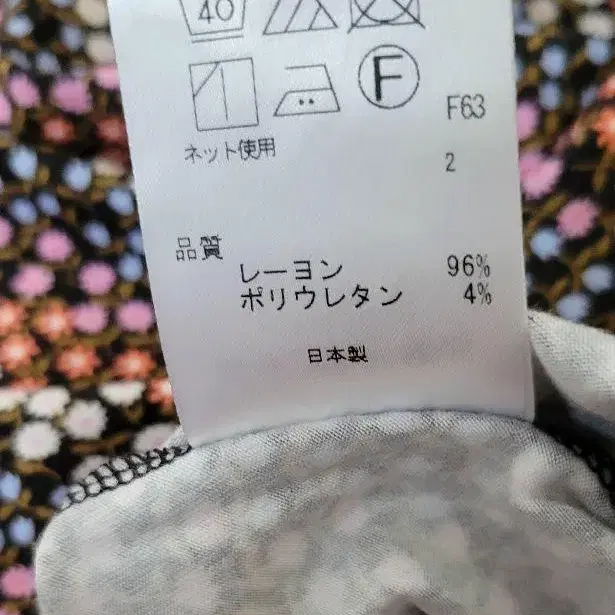 40
F
F63
ネット使用
2
品質
レーヨン 96%
ポリウレタン 4%
日本製